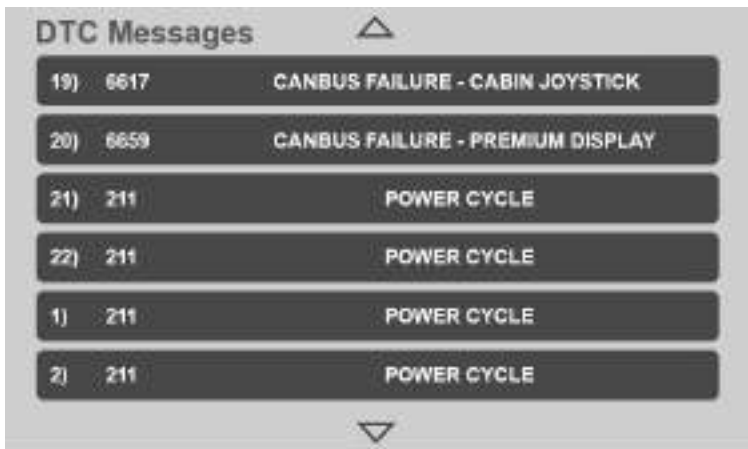 DTC Messages
19) 6617 CANBUS FAILURE - CABIN JOYSTICK
20) 6659 CANBUS FAILURE - PREMIUM DISPLAY
21) 211 POWER CYCLE
22) 211 POWER CYCLE
1) 211 POWER CYCLE
2) 211 POWER CYCLE